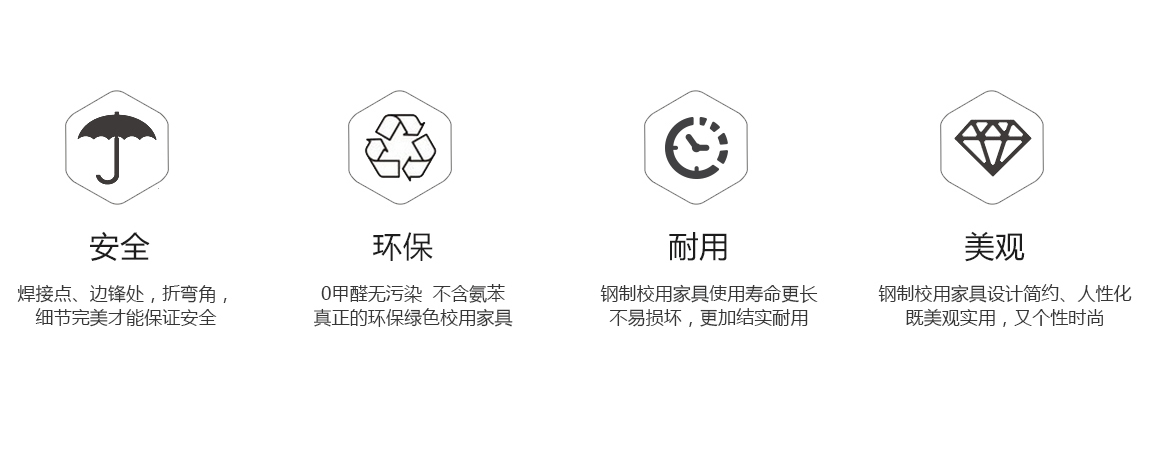 安全
焊接点、边锋处，折弯角，
细节完美才能保证安全
环保
0甲醛无污染 不含氨苯
真正的环保绿色校用家具
耐用
钢制校用家具使用寿命更长
不易损坏，更加结实耐用
美观
钢制校用家具设计简约、人性化
既美观实用，又个性时尚